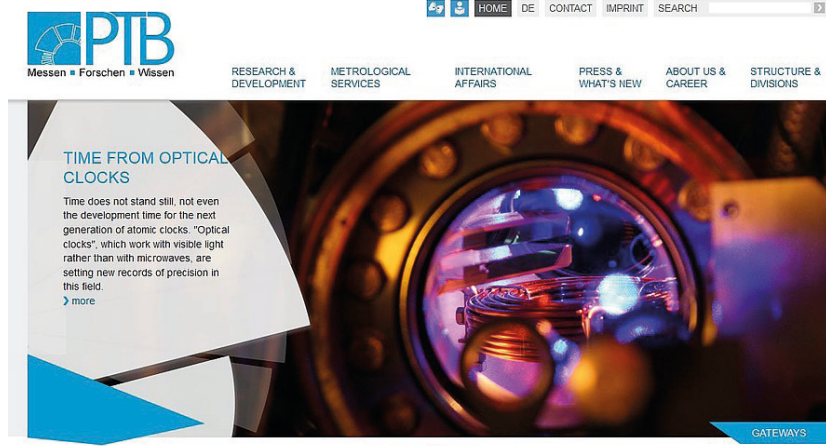 HOME DE CONTACT IMPRINT SEARCH
PTB
Messen ■ Forschen ■ Wissen
RESEARCH &
DEVELOPMENT
METROLOGICAL
SERVICES
INTERNATIONAL
AFFAIRS
PRESS &
WHAT'S NEW
ABOUT US &
CAREER
STRUCTURE &
DIVISIONS
TIME FROM OPTICAL
CLOCKS
Time does not stand still, not even
the development time for the next
generation of atomic clocks. "Optical
clocks", which work with visible light
rather than with microwaves, are
setting new records of precision in
this field.
more
GATEWAYS